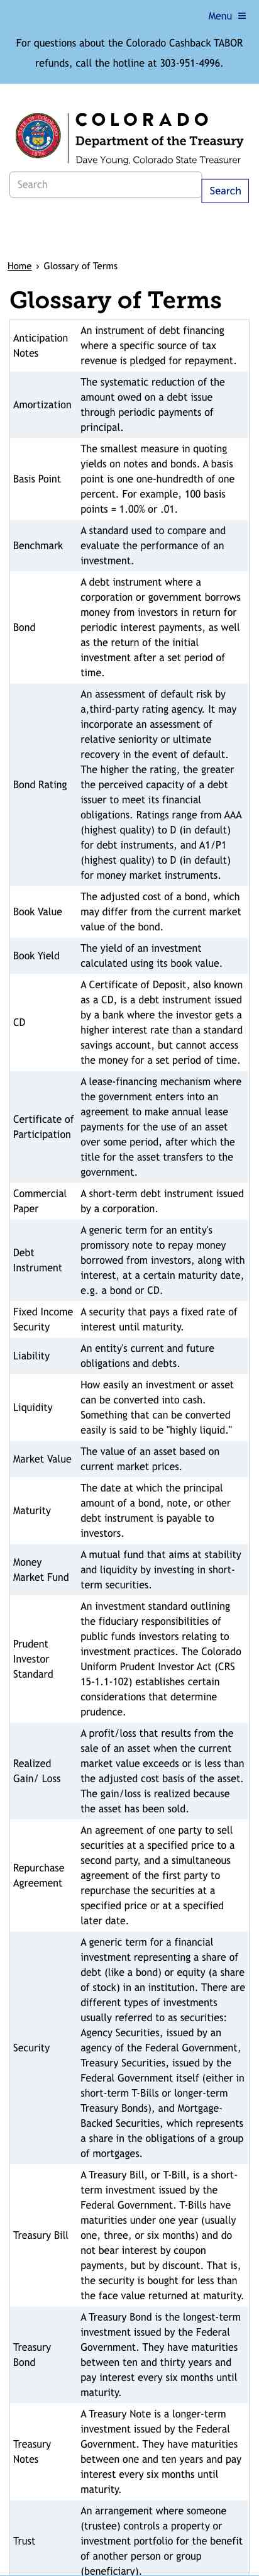 Menu ≡
For questions about the Colorado Cashback TABOR
refunds, call the hotline at 303-951-4996.
COLORADO
Department of the Treasury
Dave Young, Colorado State Treasurer
Search
Search
Home › Glossary of Terms
Glossary of Terms
Anticipation
Notes
An instrument of debt financing
where a specific source of tax
revenue is pledged for repayment.
Amortization
The systematic reduction of the
amount owed on a debt issue
through periodic payments of
principal.
Basis Point
The smallest measure in quoting
yields on notes and bonds. A basis
point is one one-hundredth of one
percent. For example, 100 basis
points = 1.00% or .01.
Benchmark
A standard used to compare and
evaluate the performance of an
investment.
Bond
A debt instrument where a
corporation or government borrows
money from investors in return for
periodic interest payments, as well
as the return of the initial
investment after a set period of
time.
Bond Rating
An assessment of default risk by
a,third-party rating agency. It may
incorporate an assessment of
relative seniority or ultimate
recovery in the event of default.
The higher the rating, the greater
the perceived capacity of a debt
issuer to meet its financial
obligations. Ratings range from AAA
(highest quality) to D (in default)
for debt instruments, and A1/P1
(highest quality) to D (in default)
for money market instruments.
Book Value
The adjusted cost of a bond, which
may differ from the current market
value of the bond.
Book Yield
The yield of an investment
calculated using its book value.
CD
A Certificate of Deposit, also known
as a CD, is a debt instrument issued
by a bank where the investor gets a
higher interest rate than a standard
savings account, but cannot access
the money for a set period of time.
Certificate of
Participation
A lease-financing mechanism where
the government enters into an
agreement to make annual lease
payments for the use of an asset
over some period, after which the
title for the asset transfers to the
government.
Commercial
Paper
A short-term debt instrument issued
by a corporation.
Debt
Instrument
A generic term for an entity's
promissory note to repay money
borrowed from investors, along with
interest, at a certain maturity date,
e.g. a bond or CD.
Fixed Income
Security
A security that pays a fixed rate of
interest until maturity.
Liability
An entity's current and future
obligations and debts.
Liquidity
How easily an investment or asset
can be converted into cash.
Something that can be converted
easily is said to be "highly liquid."
Market Value
The value of an asset based on
current market prices.
Maturity
The date at which the principal
amount of a bond, note, or other
debt instrument is payable to
investors.
Money
Market Fund
A mutual fund that aims at stability
and liquidity by investing in short-
term securities.
Prudent
Investor
Standard
An investment standard outlining
the fiduciary responsibilities of
public funds investors relating to
investment practices. The Colorado
Uniform Prudent Investor Act (CRS
15-1.1-102) establishes certain
considerations that determine
prudence.
Realized
Gain/ Loss
A profit/loss that results from the
sale of an asset when the current
market value exceeds or is less than
the adjusted cost basis of the asset.
The gain/loss is realized because
the asset has been sold.
Repurchase
Agreement
An agreement of one party to sell
securities at a specified price to a
second party, and a simultaneous
agreement of the first party to
repurchase the securities at a
specified price or at a specified
later date.
Security
A generic term for a financial
investment representing a share of
debt (like a bond) or equity (a share
of stock) in an institution. There are
different types of investments
usually referred to as securities:
Agency Securities, issued by an
agency of the Federal Government,
Treasury Securities, issued by the
Federal Government itself (either in
short-term T-Bills or longer-term
Treasury Bonds), and Mortgage-
Backed Securities, which represents
a share in the obligations of a group
of mortgages.
Treasury Bill
A Treasury Bill, or T-Bill, is a short-
term investment issued by the
Federal Government. T-Bills have
maturities under one year (usually
one, three, or six months) and do
not bear interest by coupon
payments, but by discount. That is,
the security is bought for less than
the face value returned at maturity.
Treasury
Bond
A Treasury Bond is the longest-term
investment issued by the Federal
Government. They have maturities
between ten and thirty years and
pay interest every six months until
maturity.
Treasury
Notes
A Treasury Note is a longer-term
investment issued by the Federal
Government. They have maturities
between one and ten years and pay
interest every six months until
maturity.
Trust
An arrangement where someone
(trustee) controls a property or
investment portfolio for the benefit
of another person or group
(beneficiary).